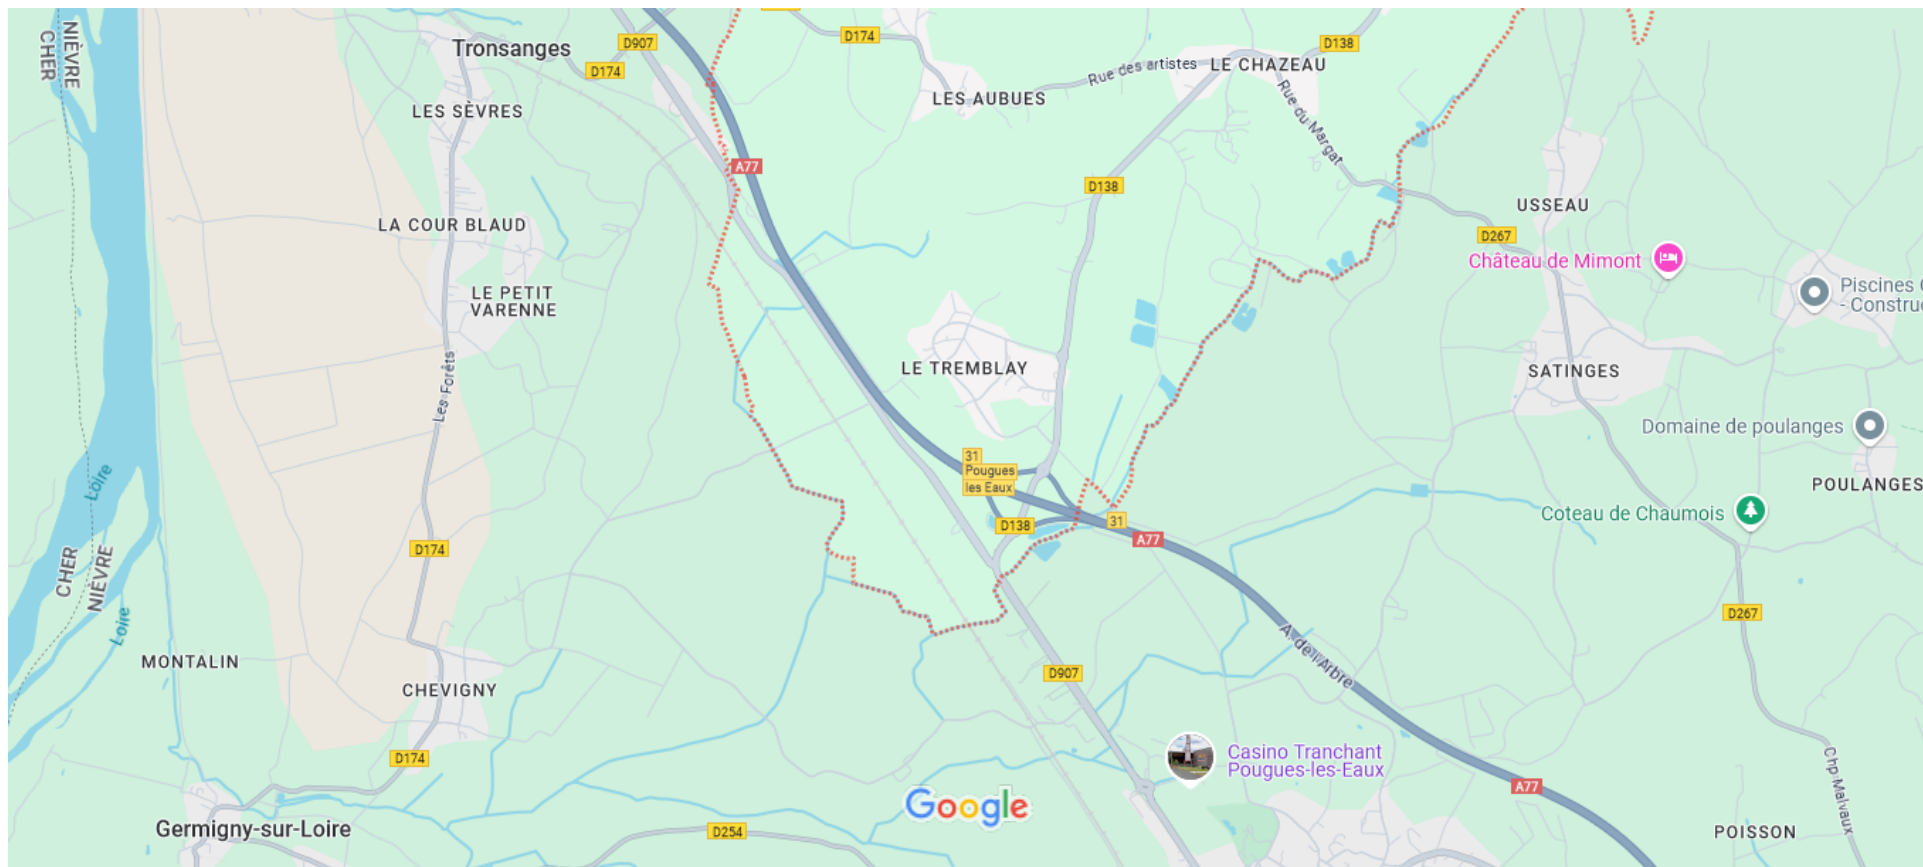 NIÈVRE
CHER
Tronsanges
D907
D174
D174
D138
LE CHAZEAU
Rue des artistes
LES AUBUES
LES SÈVRES
Rue du Margat
A77
D138
USSEAU
LA COUR BLAUD
D267
Château de Mimont
LE PETIT
VARENNE
Piscines
- Construc
Les Forêts
LE TREMBLAY
SATINGES
Domaine de poulanges
31
Pougues
les Eaux
Loire
POULANGES
Coteau de Chaumois
31
D138
A77
D174
CHER
NIÈVRE
Loire
D267
MONTALIN
A. de l'Arbre
D907
CHEVIGNY
D174
Casino Tranchant
Pougues-les-Eaux
A77
Chp Malvaux
Google
Germigny-sur-Loire
D254
POISSON